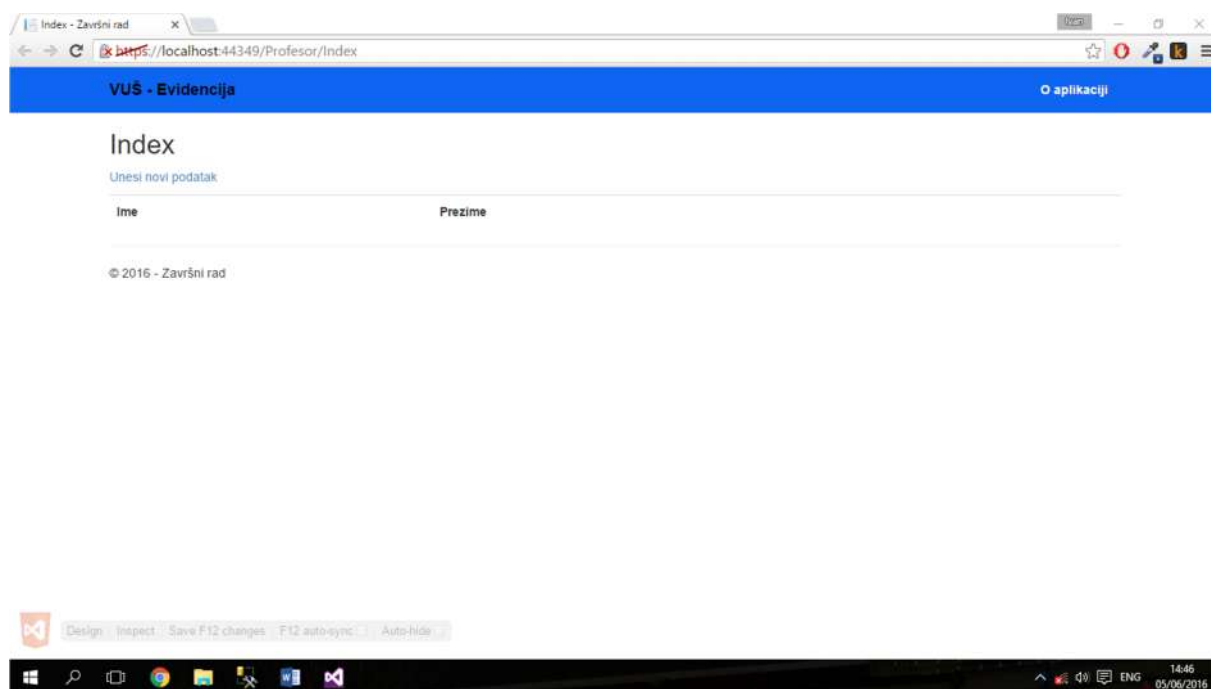 Index - Završni rad
https://localhost:44349/Profesor/Index
VUŠ - Evidencija
O aplikaciji
Index
Unesi novi podatak
Ime Prezime
© 2016 - Završni rad
Design Inspect Save F12 changes F12 auto-sync Auto-hide
ENG
14:46
05/06/2016